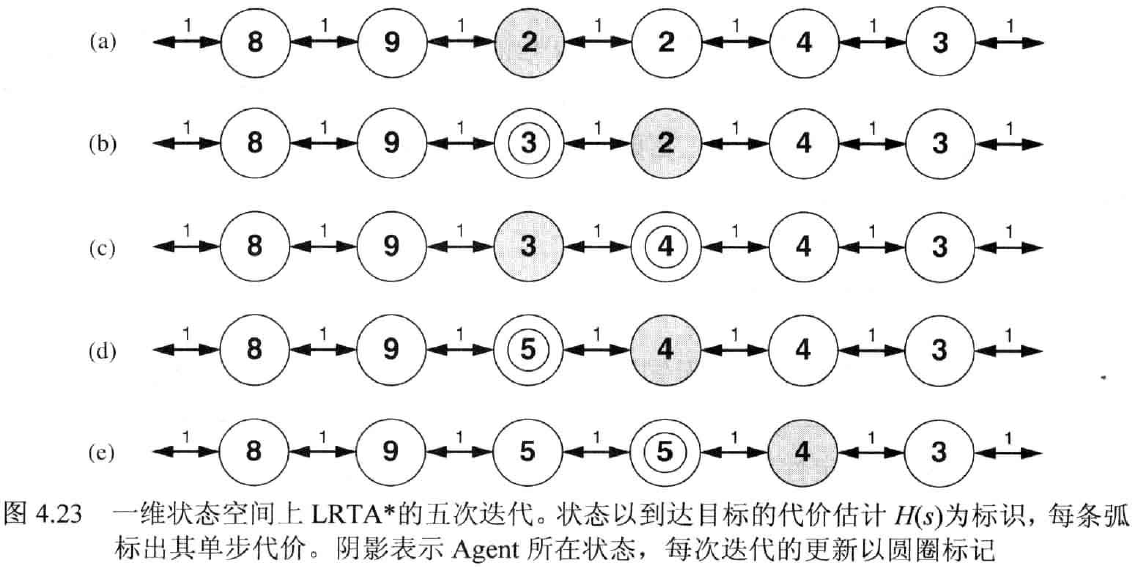 1 1 1 1 1 1 1
(a) 8 9 2 2 4 3
1 1 1 1 1 1 1
(b) 8 9 3 2 4 3
1 1 1 1 1 1 1
(c) 8 9 3 4 4 3
1 1 1 1 1 1 1
(d) 8 9 5 4 4 3
1 1 1 1 1 1 1
(e) 8 9 5 5 4 3
图 4.23 一维状态空间上 LRTA*的五次迭代。状态以到达目标的代价估计 H(s)为标识，每条弧
标出其单步代价。阴影表示 Agent 所在状态，每次迭代的更新以圆圈标记